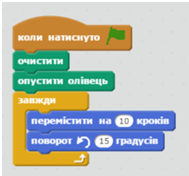 коли натиснуто
очистити
опустити олівець
завжди
перемістити на 10 кроків
поворот 15 градусів